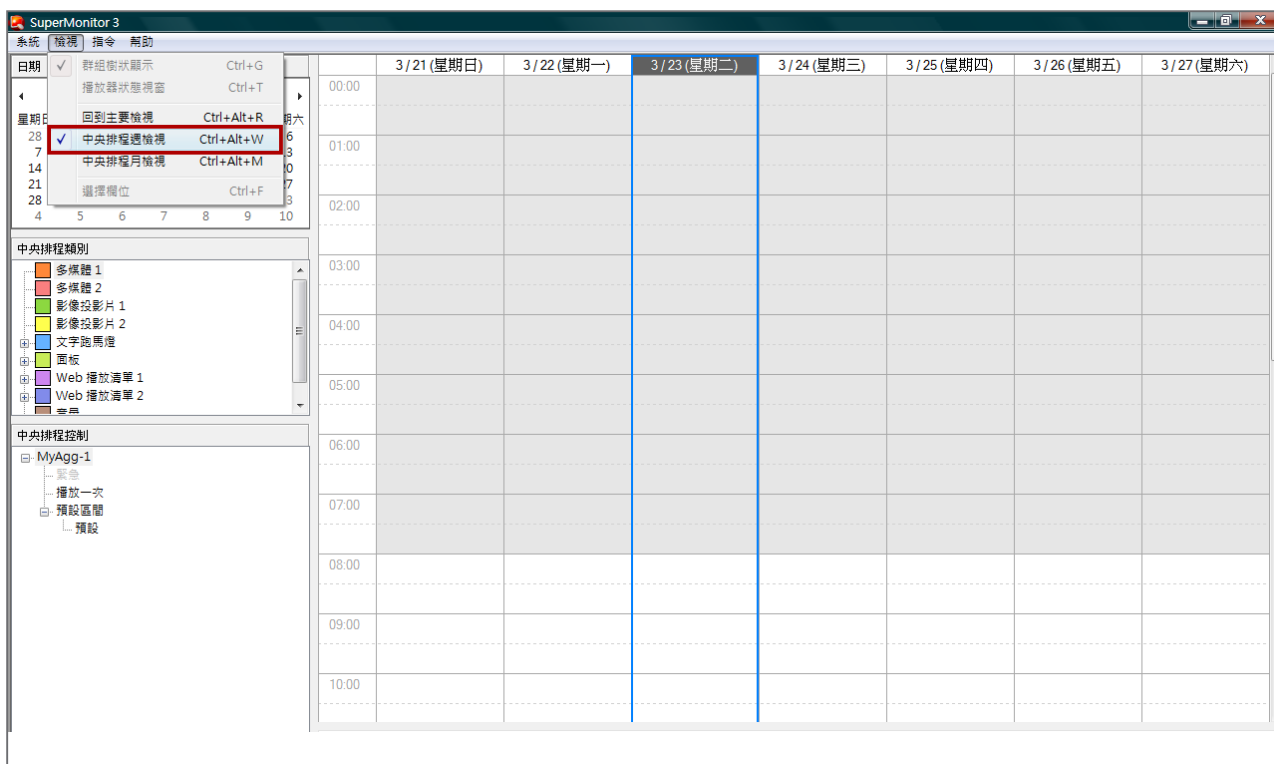 SuperMonitor 3
系統 檢視 指令 幫助
日期
✓ 群組樹狀顯示 Ctrl+G
播放器狀態視窗 Ctrl+T
回到主要檢視 Ctrl+Alt+R
✓ 中央排程週檢視 Ctrl+Alt+W
中央排程月檢視 Ctrl+Alt+M
選擇欄位 Ctrl+F
28
7
14
21
28
4 5 6 7 8 9 10
中央排程類別
多媒體 1
多媒體 2
影像投影片 1
影像投影片 2
文字跑馬燈
面板
Web 播放清單 1
Web 播放清單 2
中央排程控制
MyAgg-1
緊急
播放一次
預設區間
預設
3 / 21 (星期日) 3 / 22 (星期一) 3 / 23 (星期二) 3 / 24 (星期三) 3 / 25 (星期四) 3 / 26 (星期五) 3 / 27 (星期六)
00:00
01:00
02:00
03:00
04:00
05:00
06:00
07:00
08:00
09:00
10:00